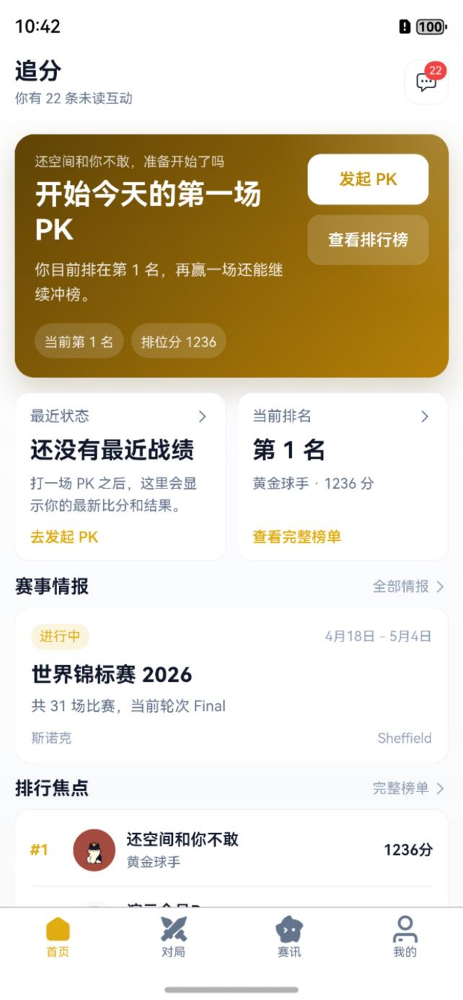 10:42
100
追分
22
你有 22 条未读互动
还空间和你不敢，准备开始了吗
开始今天的第一场
PK
发起 PK
查看排行榜
你目前排在第 1 名，再赢一场还能继
续冲榜。
当前第 1 名
排位分 1236
最近状态
还没有最近战绩
打一场 PK 之后，这里会显
示你的最新比分和结果。
去发起 PK
当前排名
第 1 名
黄金球手 · 1236 分
查看完整榜单
赛事情报
全部情报
进行中
4月18日 - 5月4日
世界锦标赛 2026
共 31 场比赛，当前轮次 Final
斯诺克
Sheffield
排行焦点
完整榜单
#1
还空间和你不敢
黄金球手
1236分
首页
对局
赛讯
我的